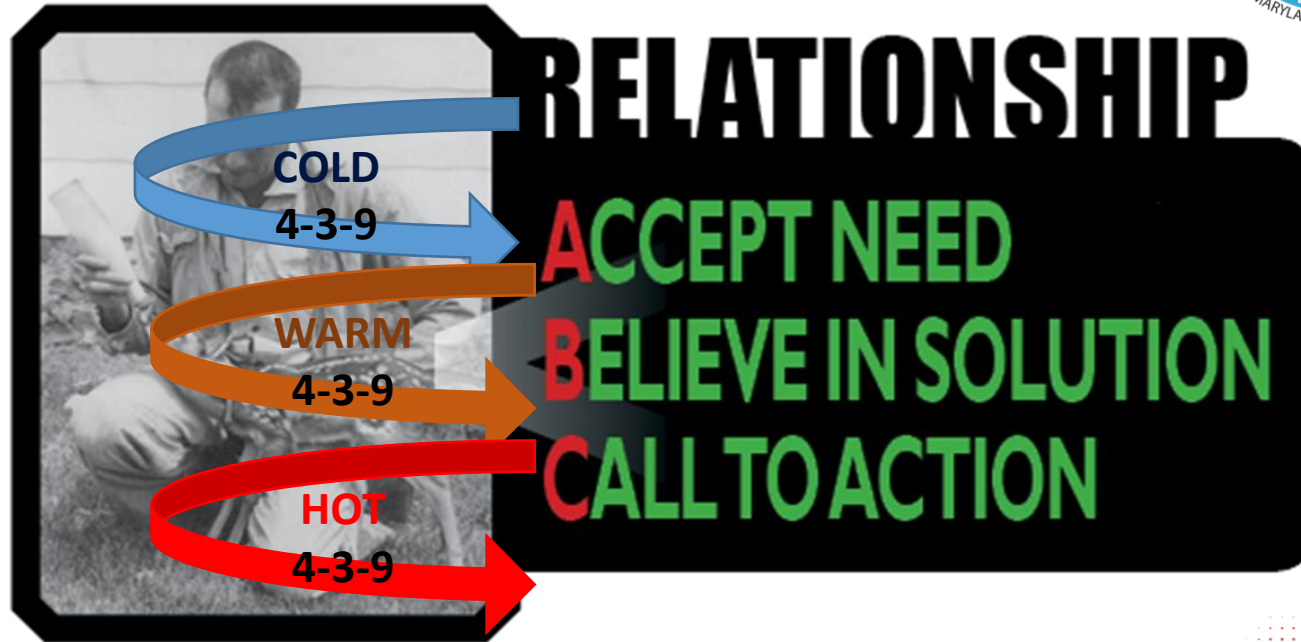 MARYLA
RELATIONSHIP
COLD
4-3-9
ACCEPT NEED
WARM
4-3-9
BELIEVE IN SOLUTION
HOT
4-3-9
CALL TO ACTION